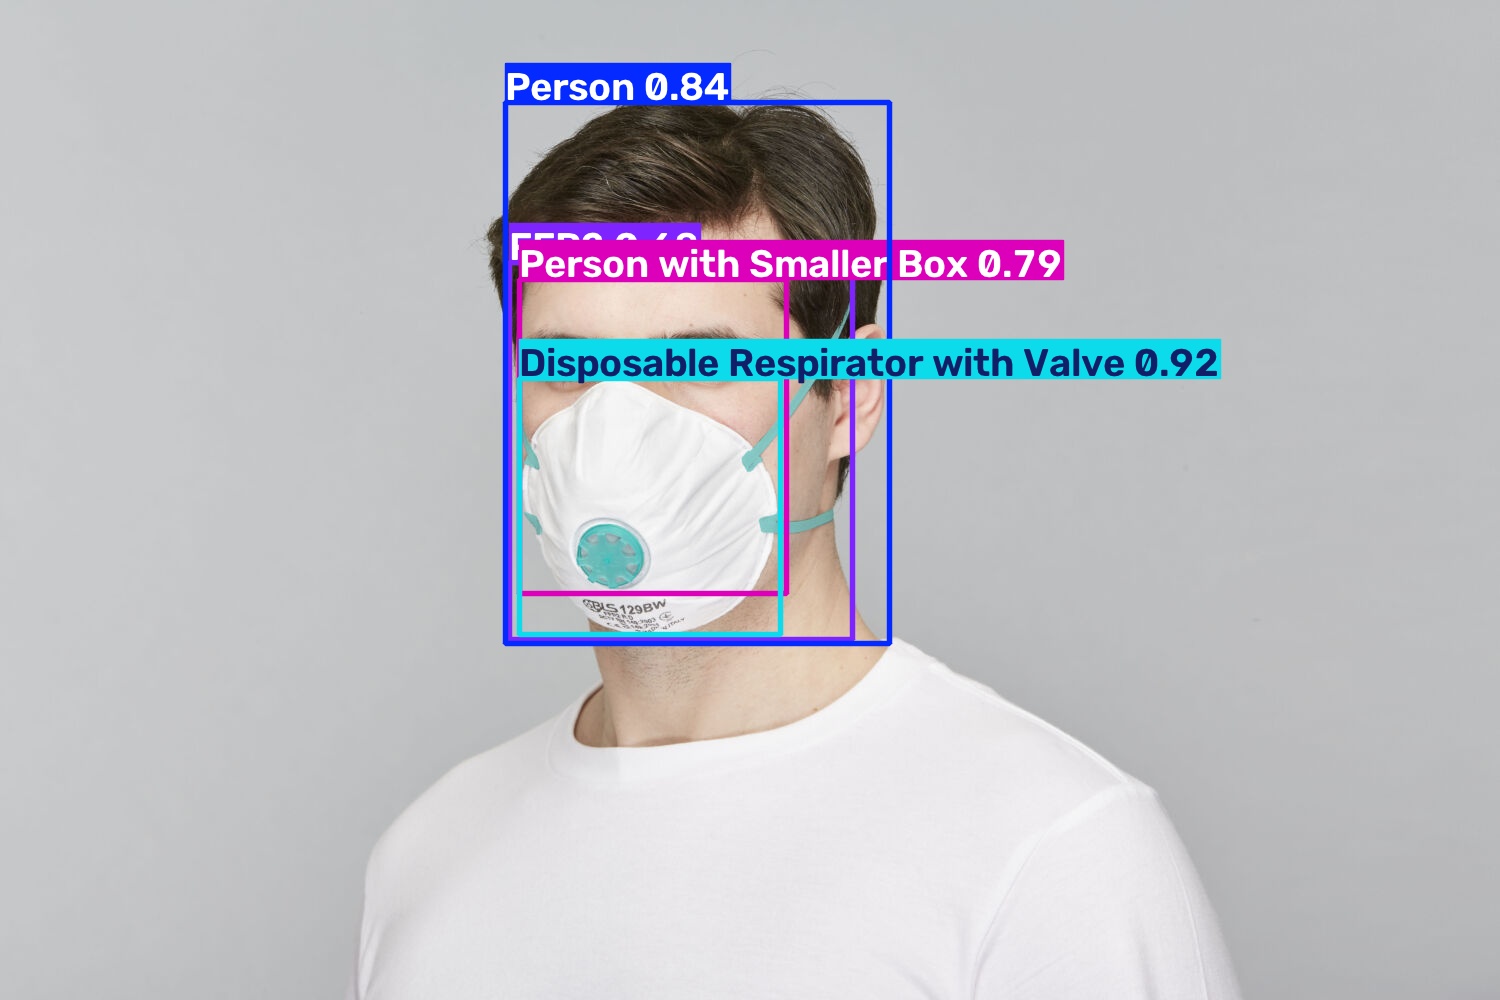 Person 0.84
Person with Smaller Box 0.79
Disposable Respirator with Valve 0.92
BLS 129BW